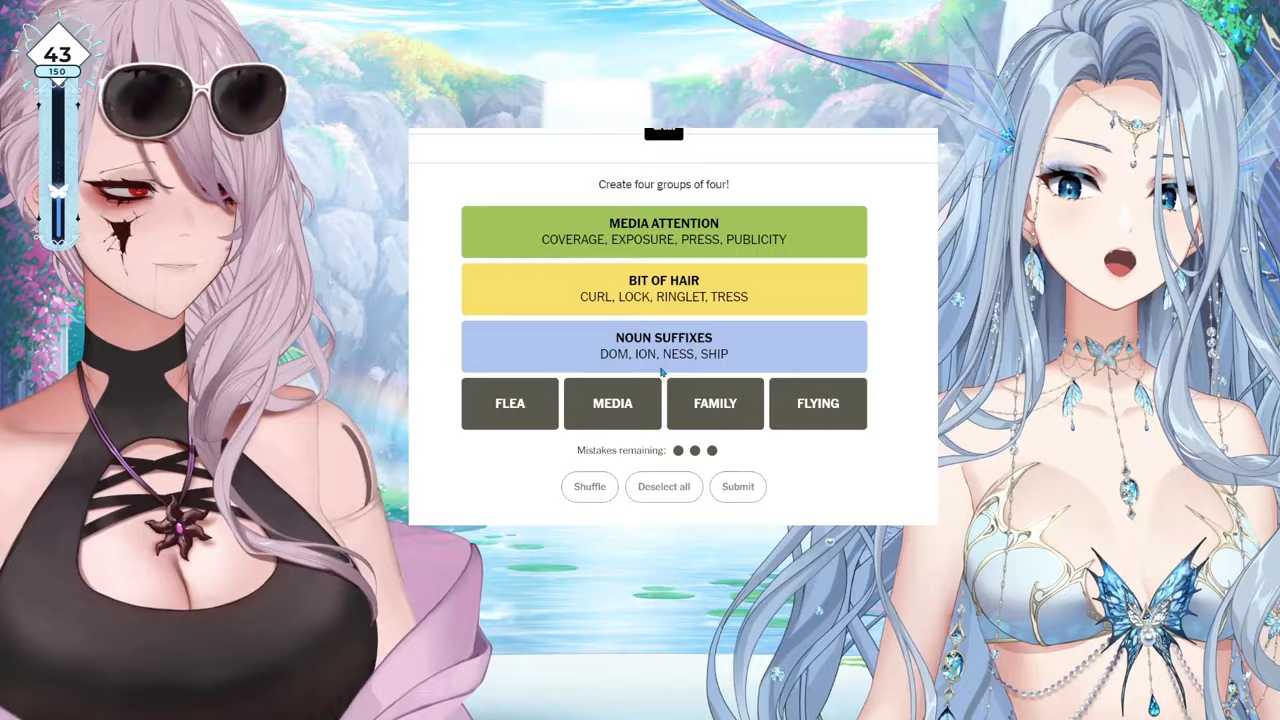 43
150
Create four groups of four!
MEDIA ATTENTION
COVERAGE, EXPOSURE, PRESS, PUBLICITY
BIT OF HAIR
CURL, LOCK, RINGLET, TRESS
NOUN SUFFIXES
DOM, ION, NESS, SHIP
FLEA MEDIA FAMILY FLYING
Mistakes remaining:
Shuffle Deselect all Submit